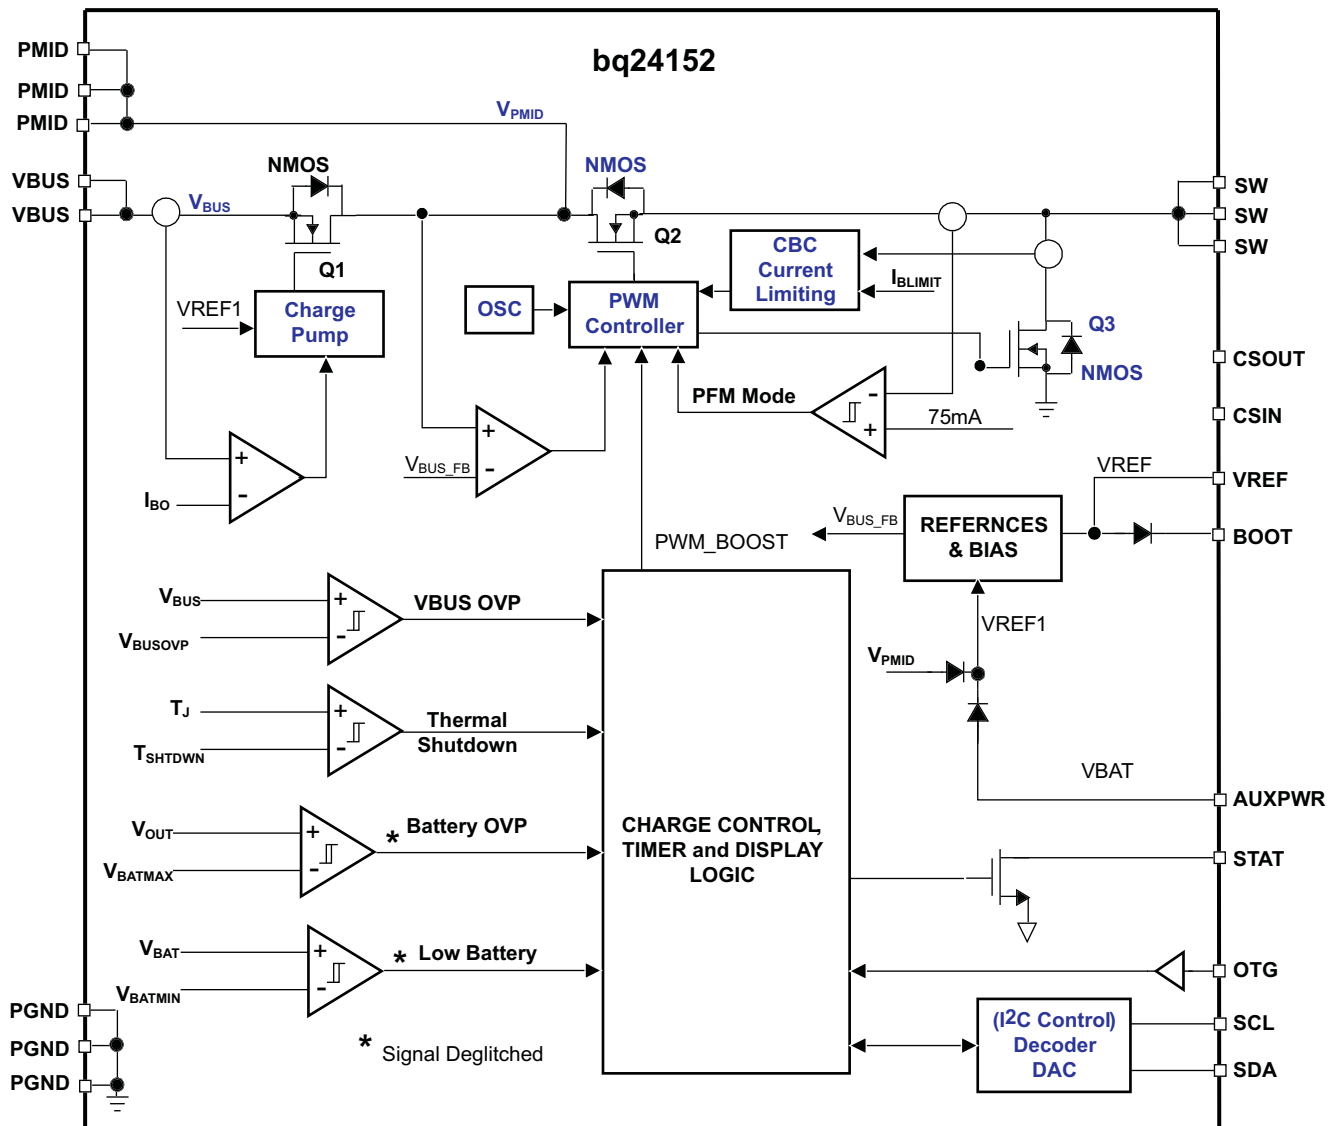 bq24152
PMID
PMID
PMID
VBUS
VBUS
VPMID
VBUS
NMOS
Q1
NMOS
Q2
SW
SW
SW
VREF1
Charge
Pump
OSC
PWM
Controller
CBC
Current
Limiting
IBLIMIT
Q3
NMOS
CSOUT
CSIN
PFM Mode
-
+
75mA
+
-
IBO
+
-
VBUS_FB
VREF
VREF
BOOT
VBUS_FB
REFERNCES
& BIAS
PWM_BOOST
VREF1
VPMID
VBAT
AUXPWR
VBUS
VBUSOVP
+
-
VBUS OVP
TJ
TSHTDWN
+
-
Thermal
Shutdown
VOUT
VBATMAX
+
-
* Battery OVP
VBAT
VBATMIN
+
-
* Low Battery
CHARGE CONTROL,
TIMER and DISPLAY
LOGIC
STAT
OTG
(I2C Control)
Decoder
DAC
SCL
SDA
PGND
PGND
PGND
* Signal Deglitched